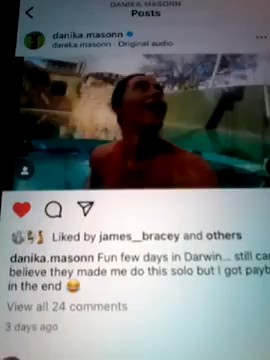 DANIKA MASONN
Posts
danika.masonn
danika.masonn · Original audio
Liked by james__bracey and others
danika.masonn Fun few days in Darwin... still can
believe they made me do this solo but I got payb
in the end 😂
View all 24 comments
3 days ago